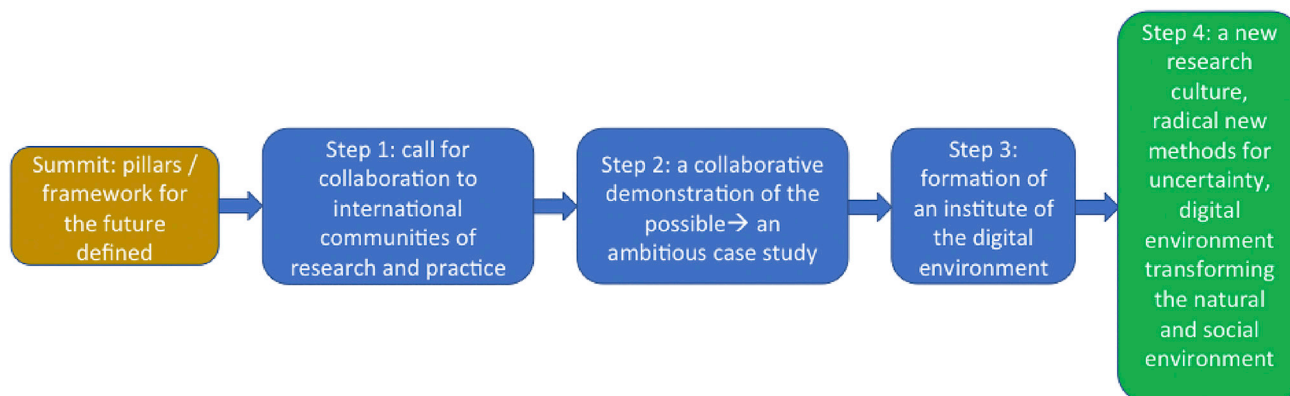 Summit: pillars /
framework for
the future
defined
Step 1: call for
collaboration to
international
communities of
research and practice
Step 2: a collaborative
demonstration of the
possible→ an
ambitious case study
Step 3:
formation of
an institute of
the digital
environment
Step 4: a new
research
culture,
radical new
methods for
uncertainty,
digital
environment
transforming
the natural
and social
environment